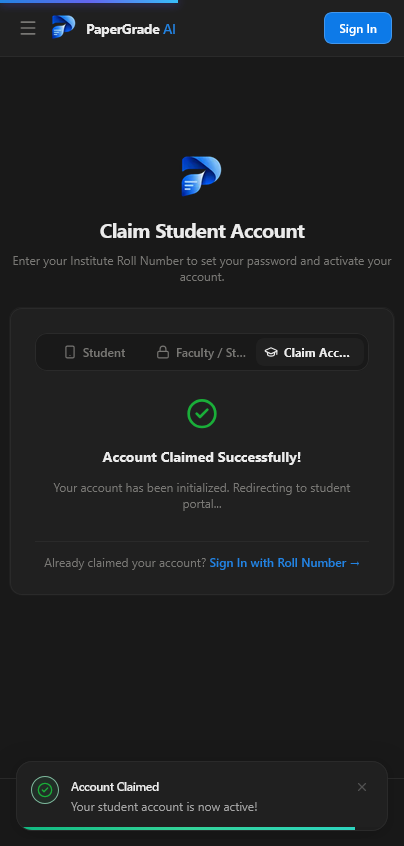 PaperGrade AI
Sign In
Claim Student Account
Enter your Institute Roll Number to set your password and activate your
account.
Student
Faculty / St...
Claim Acc...
Account Claimed Successfully!
Your account has been initialized. Redirecting to student
portal...
Already claimed your account? Sign In with Roll Number →
Account Claimed
Your student account is now active!